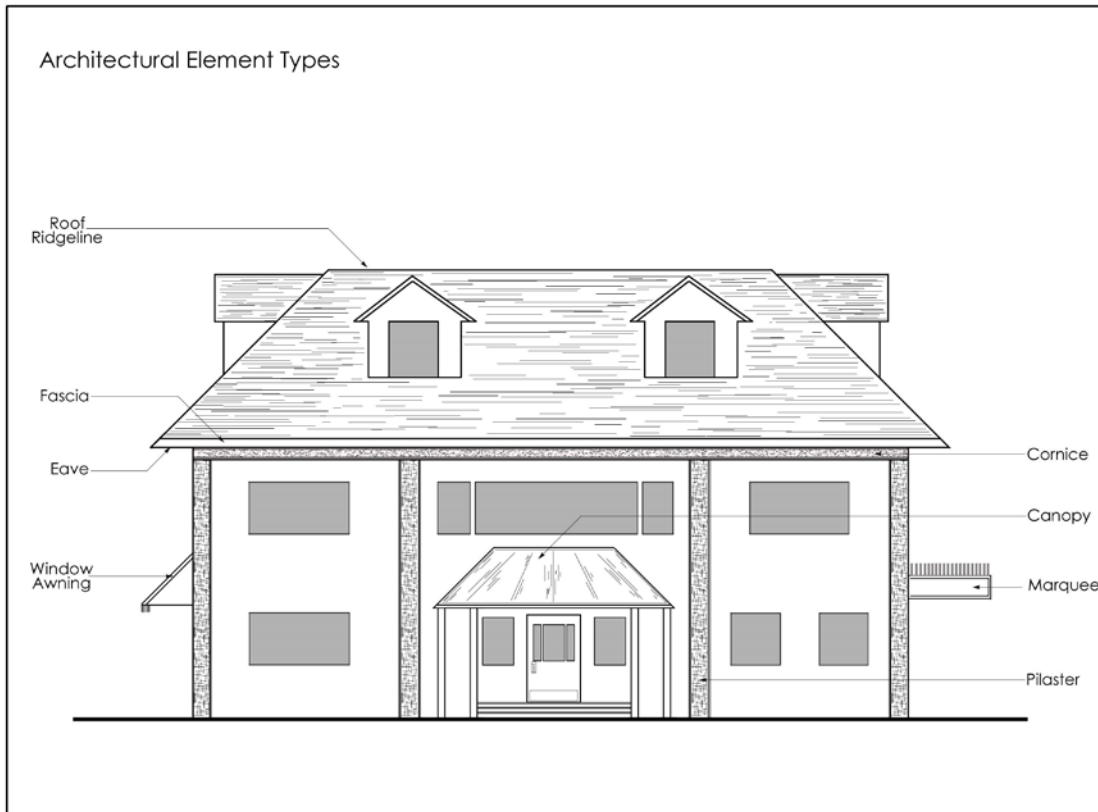 Architectural Element Types
Roof
Ridgeline
Fascia
Eave
Cornice
Canopy
Window
Awning
Marquee
Pilaster